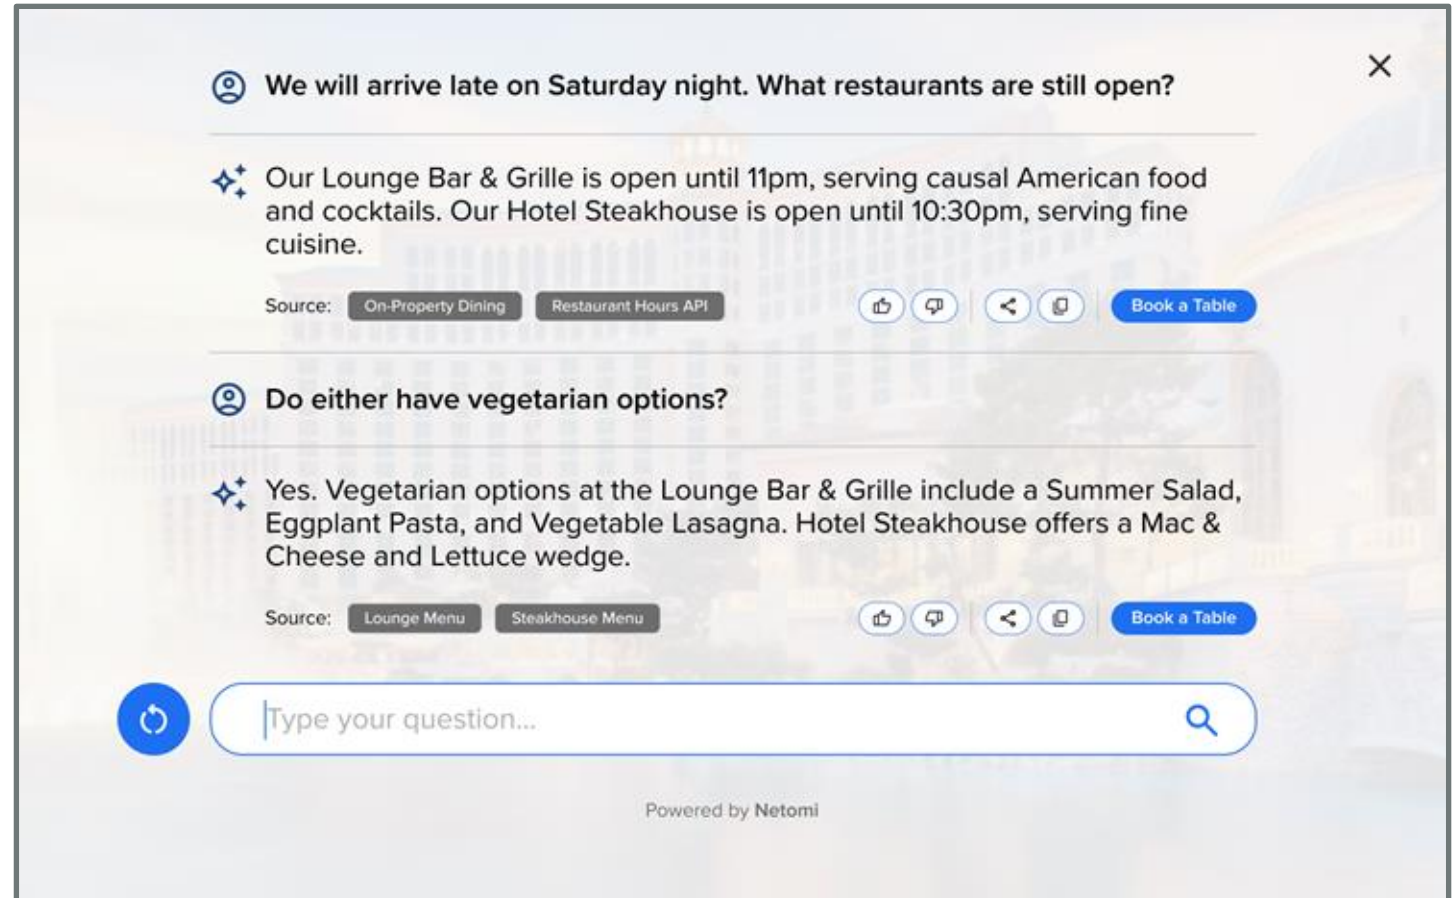 We will arrive late on Saturday night. What restaurants are still open?
Our Lounge Bar & Grille is open until 11pm, serving causal American food
and cocktails. Our Hotel Steakhouse is open until 10:30pm, serving fine
cuisine.
Source: On-Property Dining Restaurant Hours API Book a Table
Do either have vegetarian options?
Yes. Vegetarian options at the Lounge Bar & Grille include a Summer Salad,
Eggplant Pasta, and Vegetable Lasagna. Hotel Steakhouse offers a Mac &
Cheese and Lettuce wedge.
Source: Lounge Menu Steakhouse Menu Book a Table
Type your question...
Powered by Netomi